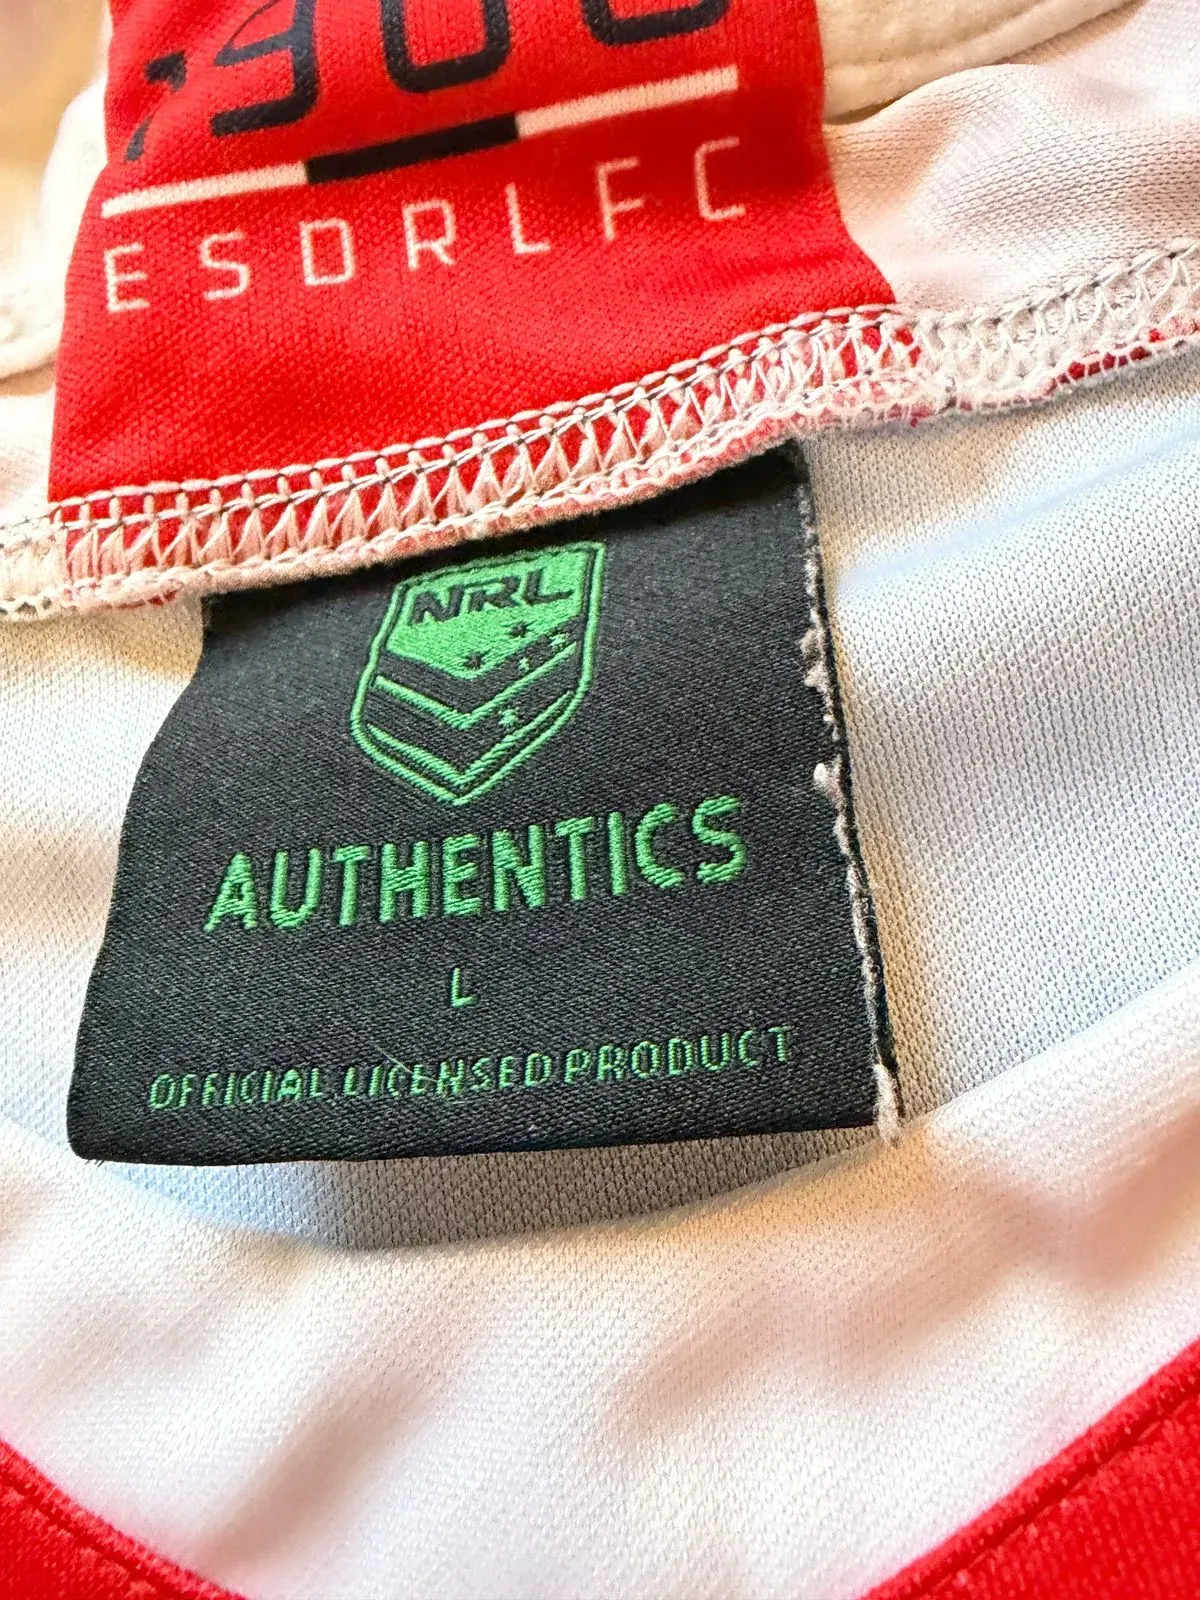 ESDRLFC
NRL
AUTHENTICS
L
OFFICIAL LICENSED PRODUCT